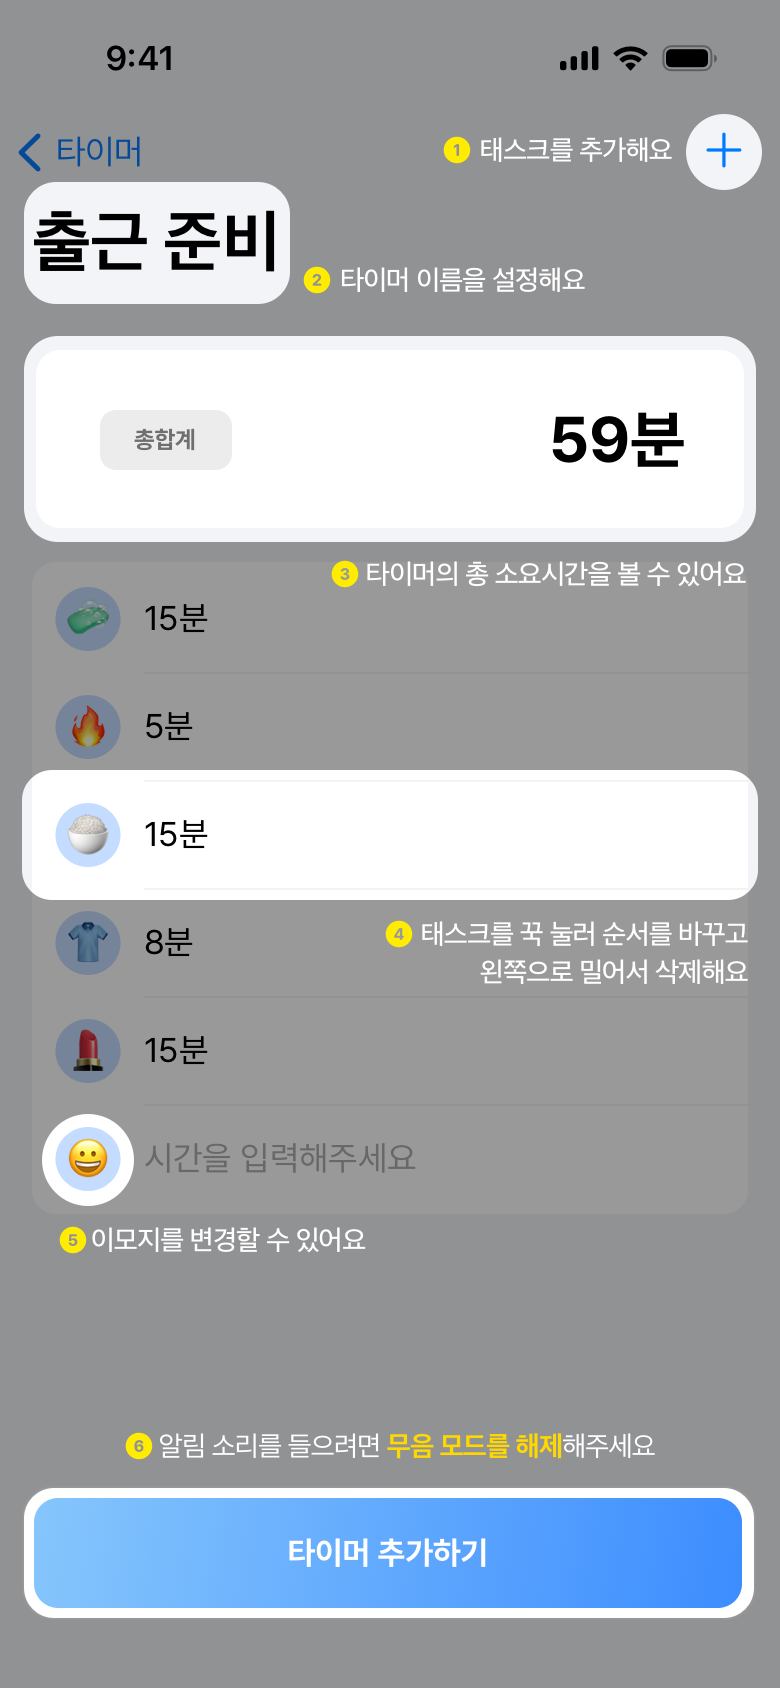 9:41
타이머
1 태스크를 추가해요
출근 준비
2 타이머 이름을 설정해요
총합계
59분
3 타이머의 총 소요시간을 볼 수 있어요
15분
5분
15분
8분
4 태스크를 꾹 눌러 순서를 바꾸고
왼쪽으로 밀어서 삭제해요
15분
시간을 입력해주세요
5 이모지를 변경할 수 있어요
6 알림 소리를 들으려면 무음 모드를 해제해주세요
타이머 추가하기